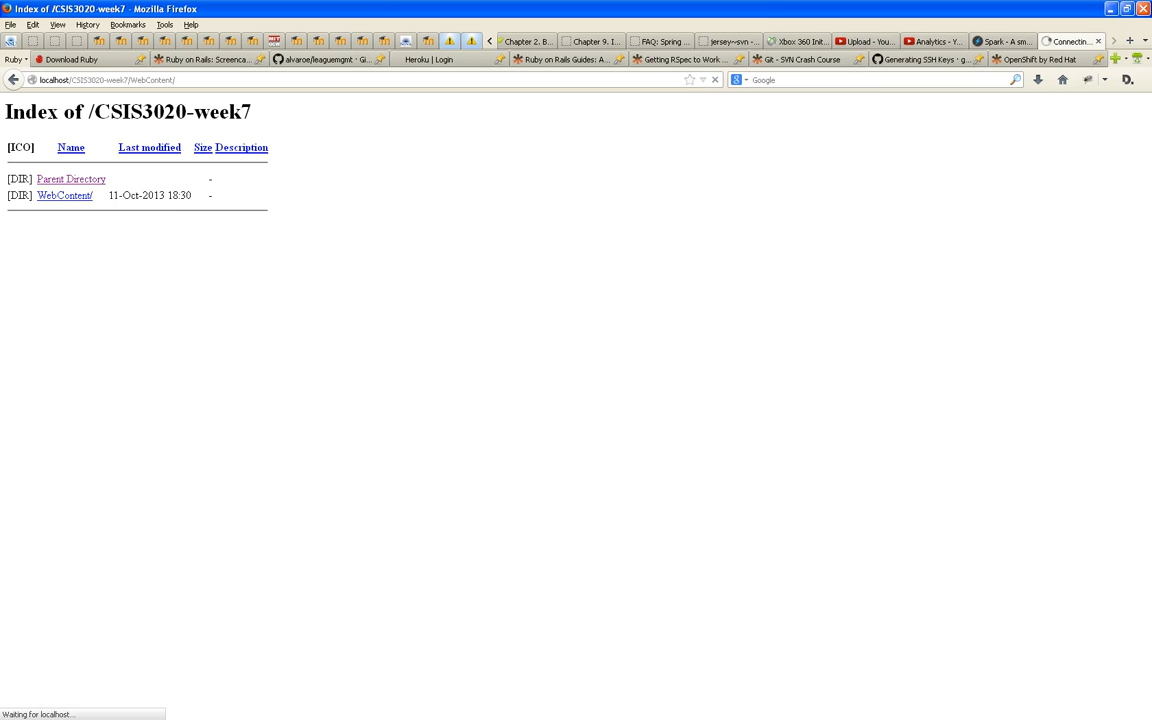 Index of /CSIS3020-week7 - Mozilla Firefox
File Edit View History Bookmarks Tools Help
Chapter 2. B... Chapter 9. I... FAQ: Spring ... jersey~svn -... Xbox 360 Init... Upload - You... Analytics - Y... Spark - A sm... Connectin...
Ruby Download Ruby Ruby on Rails: Screenca... alvaroe/leaguemgmt · Gi... Heroku | Login Ruby on Rails Guides: A... Getting RSpec to Work ... Git - SVN Crash Course Generating SSH Keys · g... OpenShift by Red Hat
localhost/CSIS3020-week7/WebContent/ Google
Index of /CSIS3020-week7
[ICO] Name Last modified Size Description
[DIR] Parent Directory -
[DIR] WebContent/ 11-Oct-2013 18:30 -
Waiting for localhost...